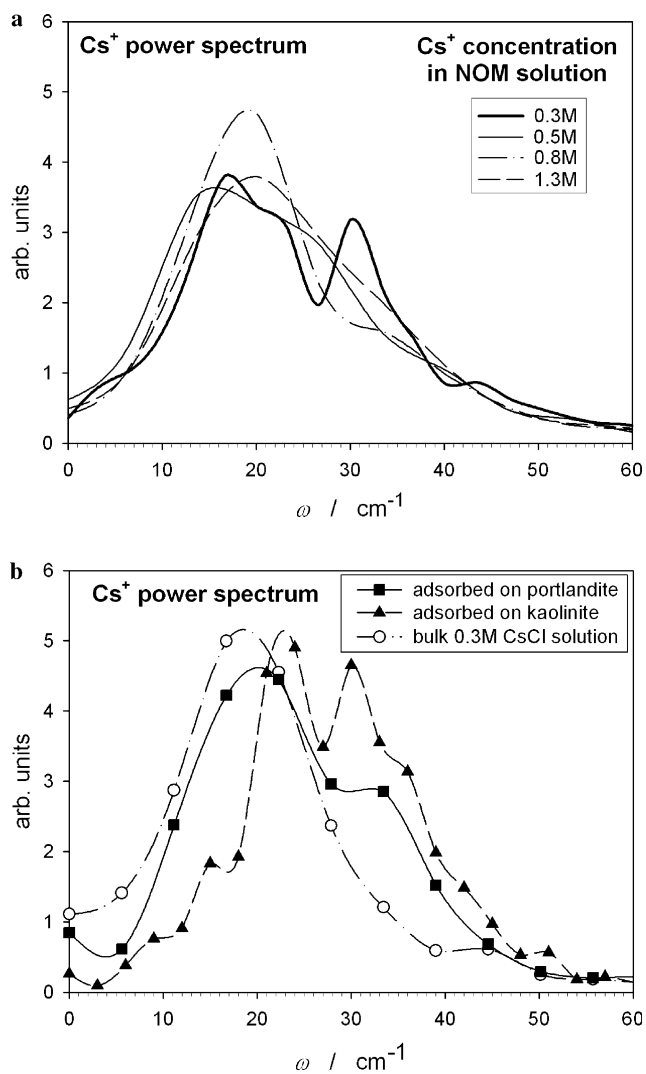 a
Cs⁺ power spectrum
Cs⁺ concentration
in NOM solution
0.3M
0.5M
0.8M
1.3M
arb. units
6
5
4
3
2
1
0
0 10 20 30 40 50 60
ω / cm⁻¹
b
Cs⁺ power spectrum
adsorbed on portlandite
adsorbed on kaolinite
bulk 0.3M CsCl solution
arb. units
6
5
4
3
2
1
0
0 10 20 30 40 50 60
ω / cm⁻¹